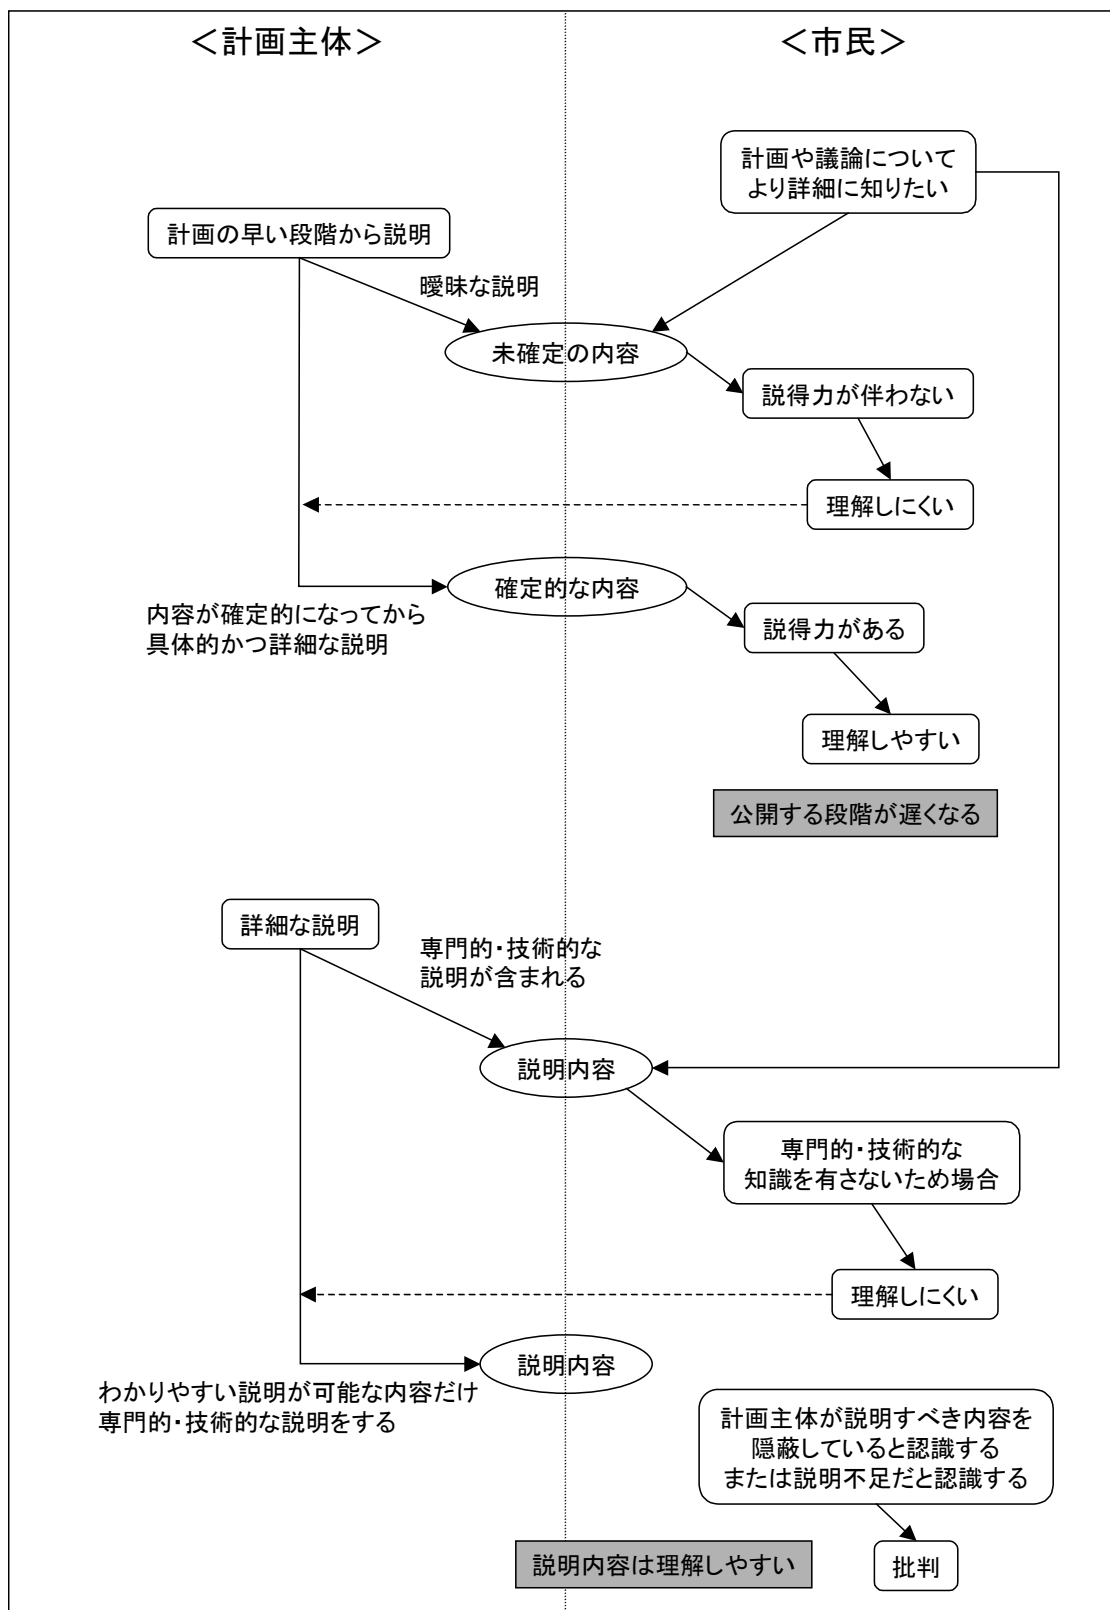 ＜計画主体＞
＜市民＞
計画や議論について
より詳細に知りたい
計画の早い段階から説明
曖昧な説明
未確定の内容
説得力が伴わない
理解しにくい
確定的な内容
内容が確定的になってから
具体的かつ詳細な説明
説得力がある
理解しやすい
公開する段階が遅くなる
詳細な説明
専門的・技術的な
説明が含まれる
説明内容
専門的・技術的な
知識を有さないため場合
理解しにくい
説明内容
わかりやすい説明が可能な内容だけ
専門的・技術的な説明をする
計画主体が説明すべき内容を
隠蔽していると認識する
または説明不足だと認識する
説明内容は理解しやすい
批判